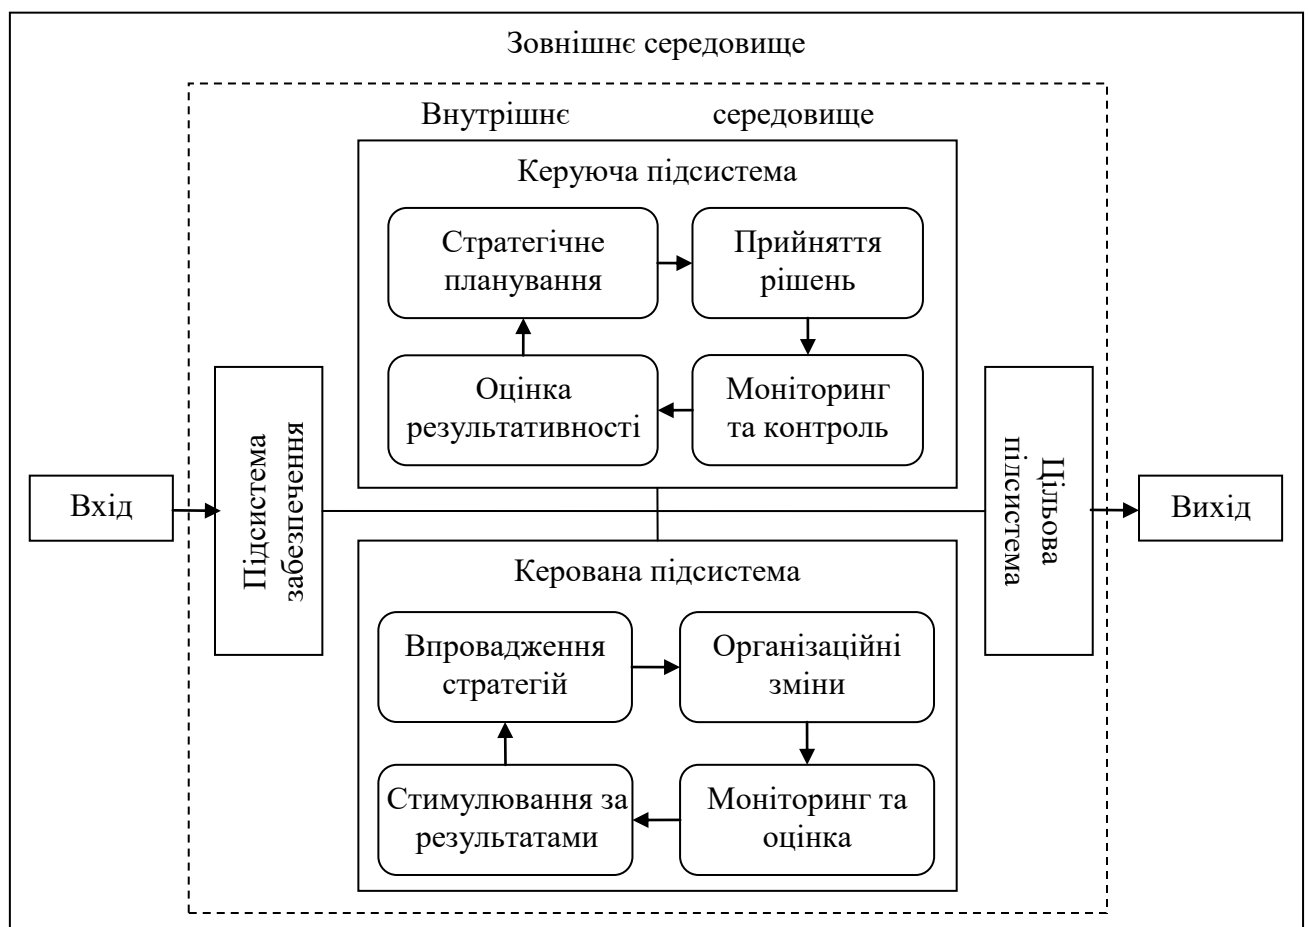 Зовнішнє середовище
Внутрішнє середовище
Керуюча підсистема
Стратегічне
планування
Прийняття
рішень
Оцінка
результативності
Моніторинг
та контроль
Вхід
Підсистема
забезпечення
Цільова
підсистема
Вихід
Керована підсистема
Впровадження
стратегій
Організаційні
зміни
Стимулювання за
результатами
Моніторинг та
оцінка